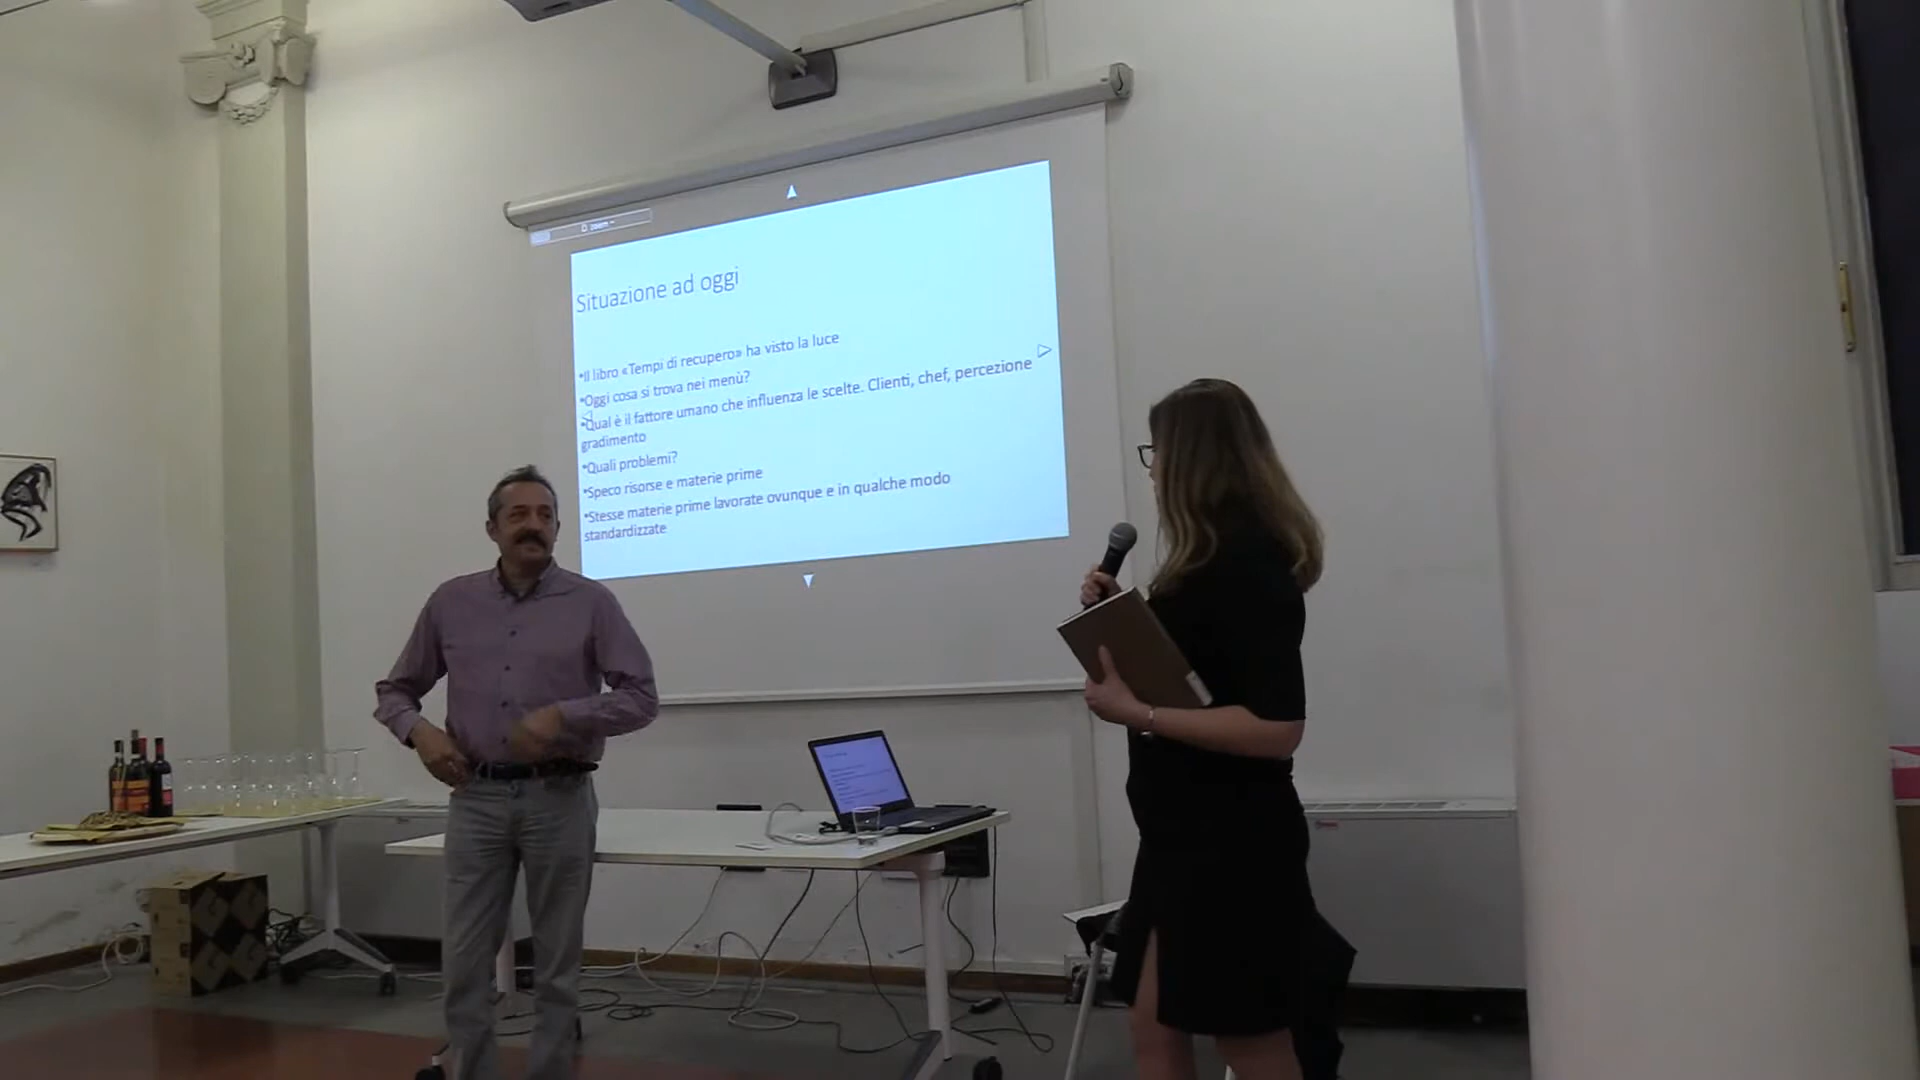 zoom
Situazione ad oggi
•Il libro «Tempi di recupero» ha visto la luce
•Oggi cosa si trova nei menù?
•Qual è il fattore umano che influenza le scelte. Clienti, chef, percezione
gradimento
•Quali problemi?
•Speco risorse e materie prime
•Stesse materie prime lavorate ovunque e in qualche modo
standardizzate